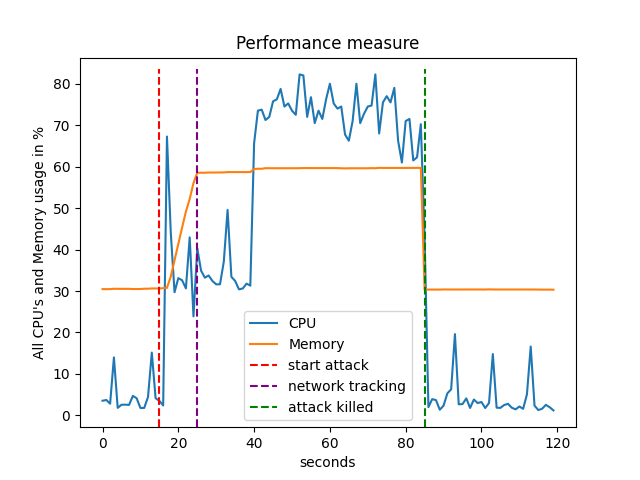 Performance measure
All CPU's and Memory usage in %
80
70
60
50
40
30
20
10
0
CPU
Memory
start attack
network tracking
attack killed
0 20 40 60 80 100 120
seconds